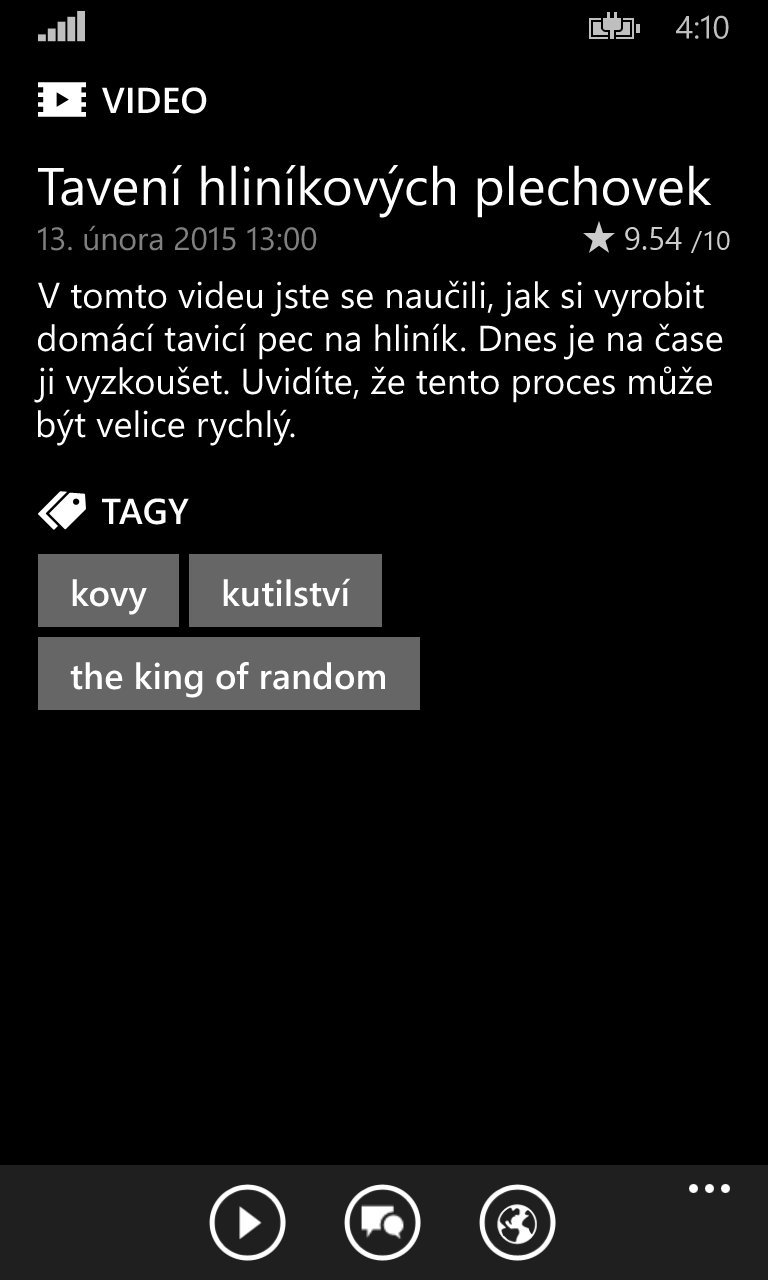 4:10
VIDEO
Tavení hliníkových plechovek
13. února 2015 13:00
9.54 /10
V tomto videu jste se naučili, jak si vyrobit
domácí tavicí pec na hliník. Dnes je na čase
ji vyzkoušet. Uvidíte, že tento proces může
být velice rychlý.
TAGY
kovy kutilství
the king of random